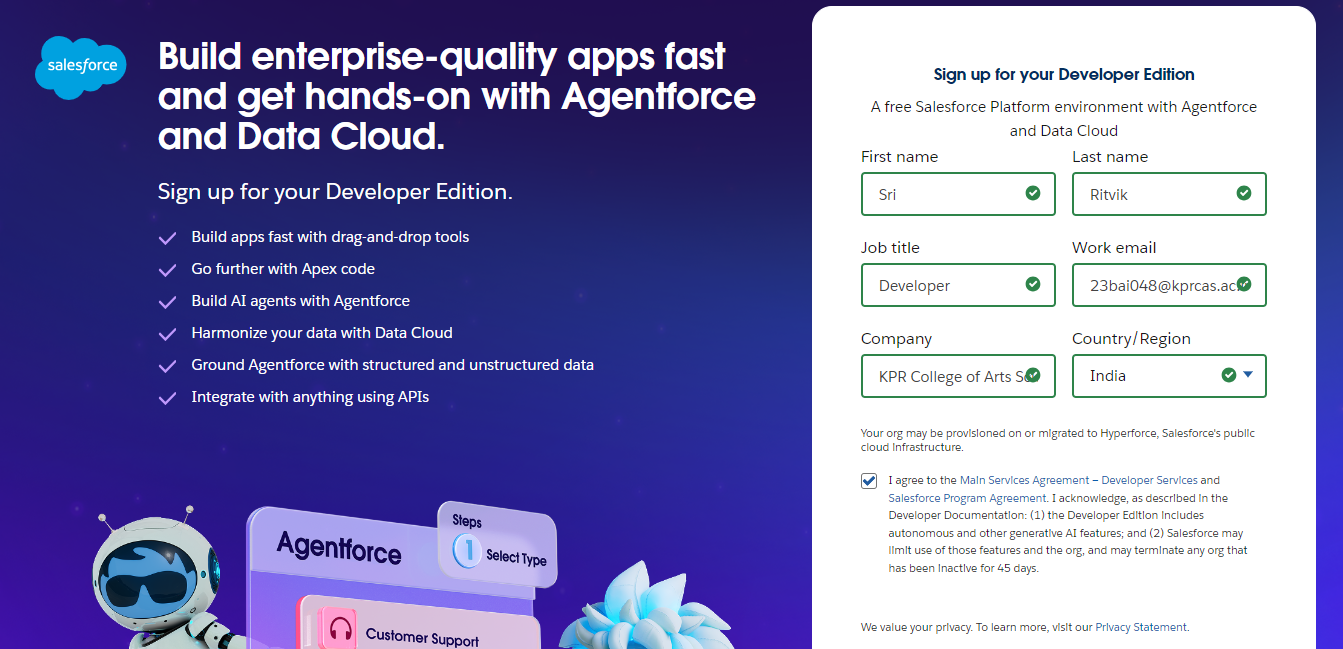 salesforce
Build enterprise-quality apps fast
and get hands-on with Agentforce
and Data Cloud.
Sign up for your Developer Edition.
Build apps fast with drag-and-drop tools
Go further with Apex code
Build AI agents with Agentforce
Harmonize your data with Data Cloud
Ground Agentforce with structured and unstructured data
Integrate with anything using APIs
Agentforce
Steps
1
Select Type
Customer Support
Sign up for your Developer Edition
A free Salesforce Platform environment with Agentforce
and Data Cloud
First name
Last name
Sri
Ritvik
Job title
Work email
Developer
23bai048@kprcas.ac
Company
Country/Region
KPR College of Arts
India
Your org may be provisioned on or migrated to Hyperforce, Salesforce's public
cloud infrastructure.
I agree to the Main Services Agreement – Developer Services and
Salesforce Program Agreement. I acknowledge, as described in the
Developer Documentation: (1) the Developer Edition includes
autonomous and other generative AI features; and (2) Salesforce may
limit use of those features and the org, and may terminate any org that
has been inactive for 45 days.
We value your privacy. To learn more, visit our Privacy Statement.